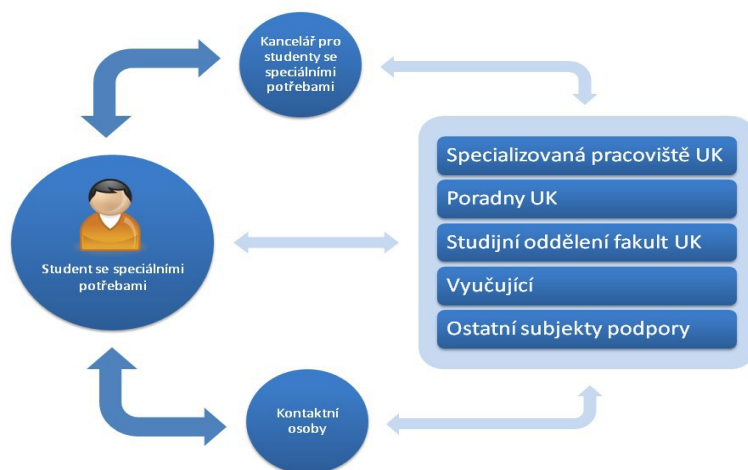 Kancelář pro
studenty se
speciálními
potřebami
Student se speciálními
potřebami
Kontaktní
osoby
Specializovaná pracoviště UK
Poradny UK
Studijní oddělení fakult UK
Vyučující
Ostatní subjekty podpory